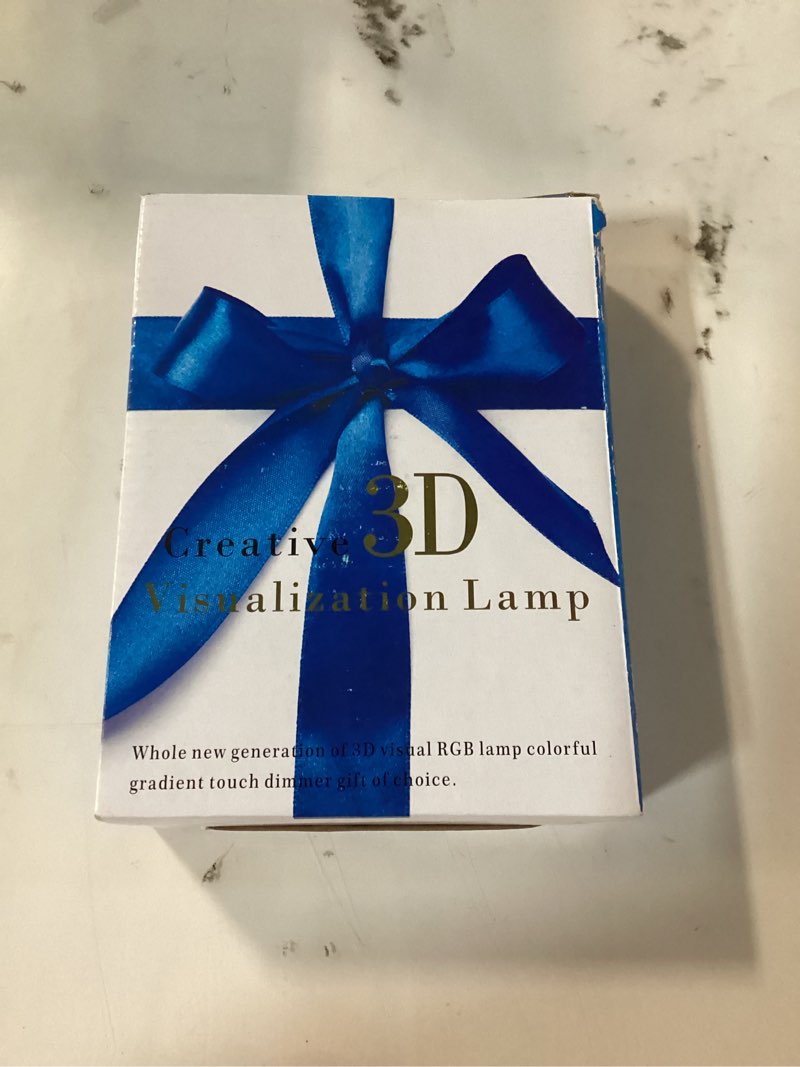 Creative 3D
Visualization Lamp
Whole new generation of 3D visual RGB lamp colorful
gradient touch dimmer gift of choice.